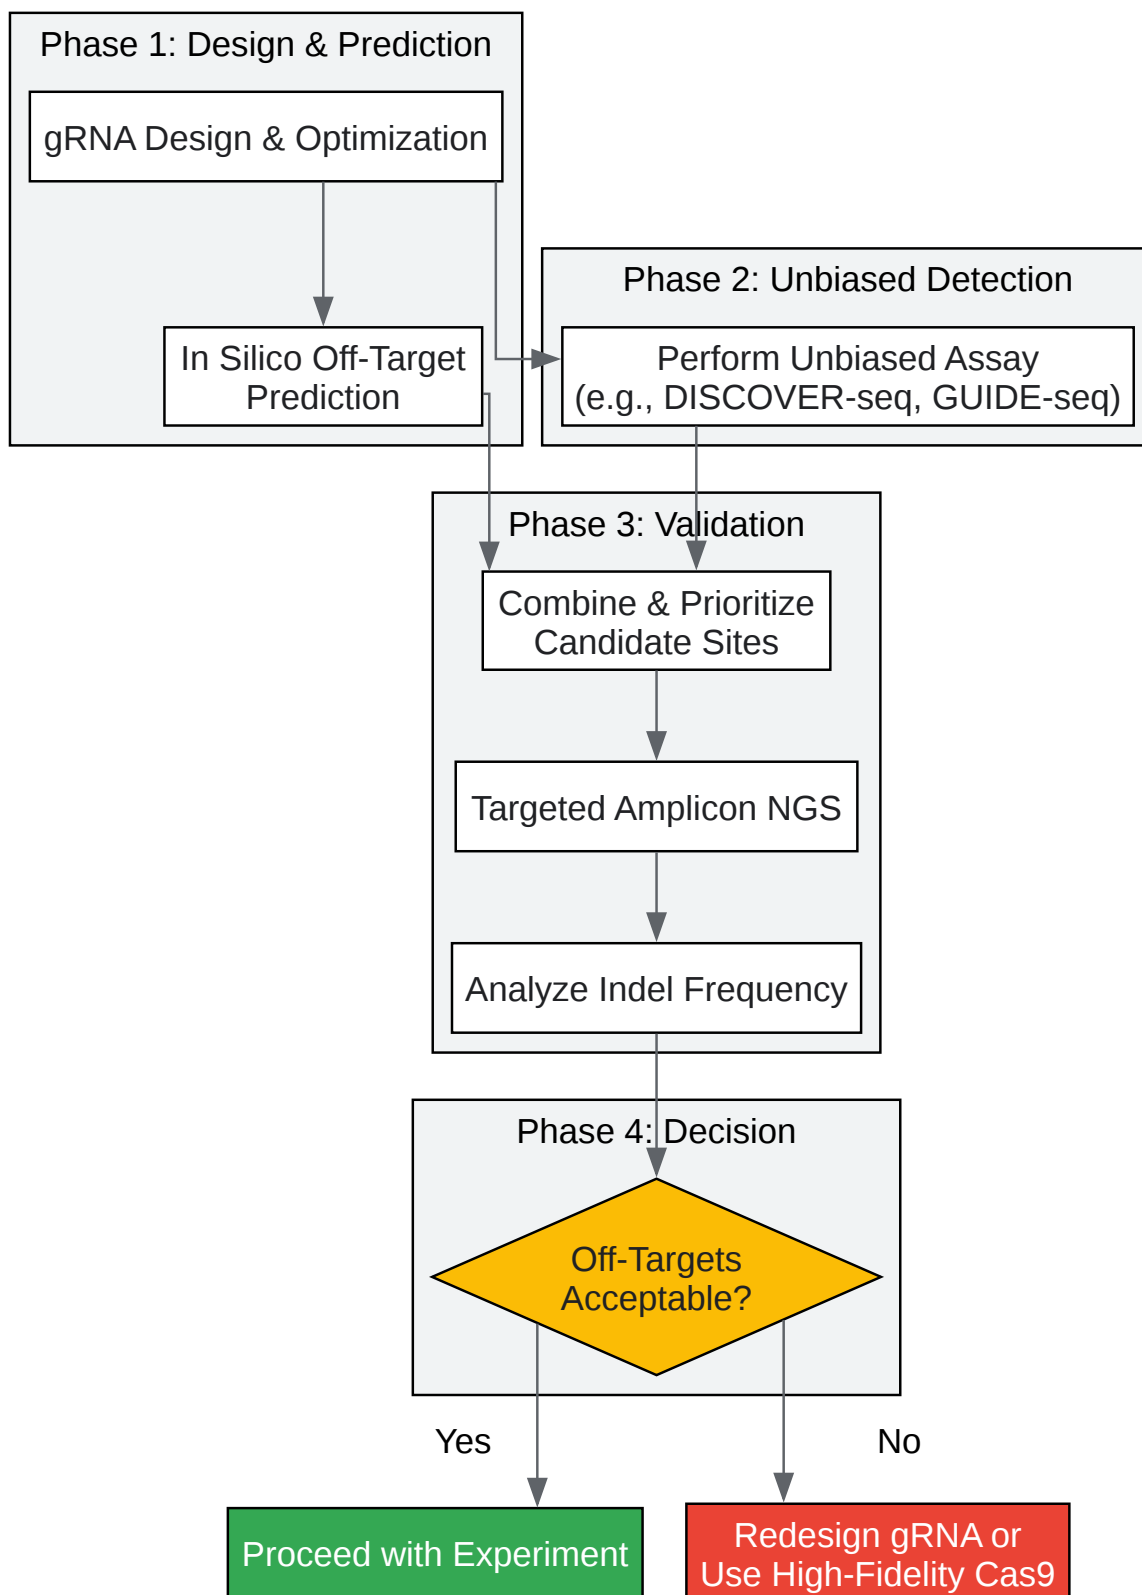 Phase 1: Design & Prediction
gRNA Design & Optimization
In Silico Off-Target
Prediction
Phase 2: Unbiased Detection
Perform Unbiased Assay
(e.g., DISCOVER-seq, GUIDE-seq)
Phase 3: Validation
Combine & Prioritize
Candidate Sites
Targeted Amplicon NGS
Analyze Indel Frequency
Phase 4: Decision
Off-Targets
Acceptable?
Yes
No
Proceed with Experiment
Redesign gRNA or
Use High-Fidelity Cas9